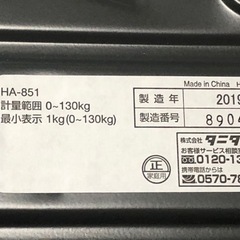 Made in China
HA-851
計量範囲 0~130kg
最小表示 1kg(0~130kg)
製造年 2019
製造番号 8904
正
家庭用
株式会社タニタ
お客様サービス相談窓
0120-13
携帯電話から
0570-78